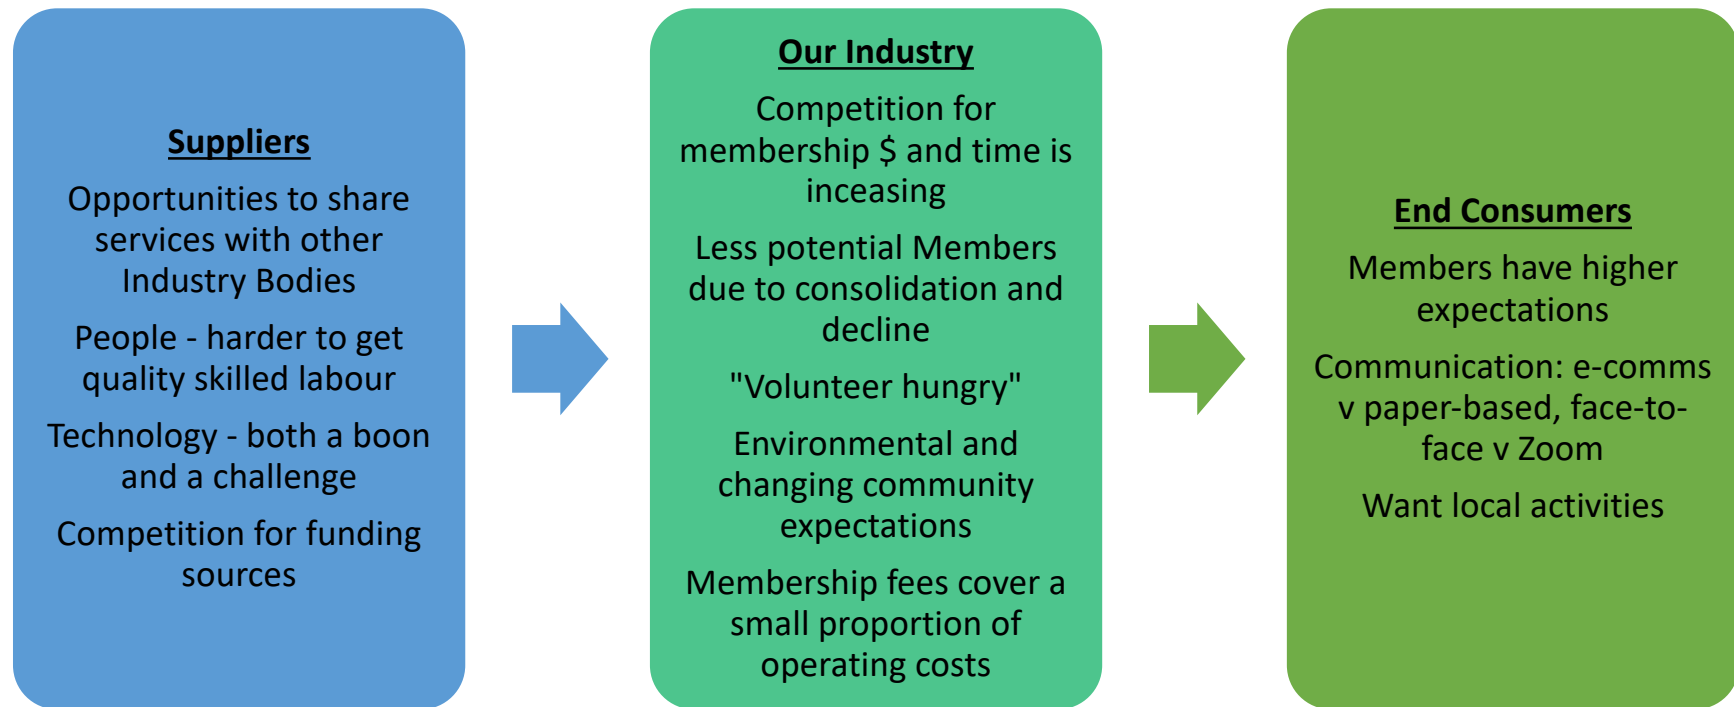 Suppliers
Opportunities to share
services with other
Industry Bodies
People - harder to get
quality skilled labour
Technology - both a boon
and a challenge
Competition for funding
sources
Our Industry
Competition for
membership $ and time is
inceasing
Less potential Members
due to consolidation and
decline
"Volunteer hungry"
Environmental and
changing community
expectations
Membership fees cover a
small proportion of
operating costs
End Consumers
Members have higher
expectations
Communication: e-comms
v paper-based, face-to-
face v Zoom
Want local activities